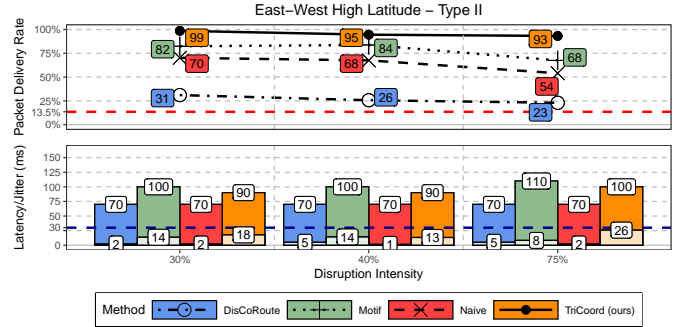 East–West High Latitude – Type II
Packet Delivery Rate
100%
75%
50%
25%
13.5%
0%
99
95
93
82
84
68
70
68
54
31
26
23
Latency/Jitter (ms)
150
125
100
75
50
30
0
70 100 70 90
70 100 70 90
70 110 70 100
2 14 2 18
5 14 1 13
5 8 2 26
30% 40% 75%
Disruption Intensity
Method DisCoRoute Motif Naive TriCoord (ours)